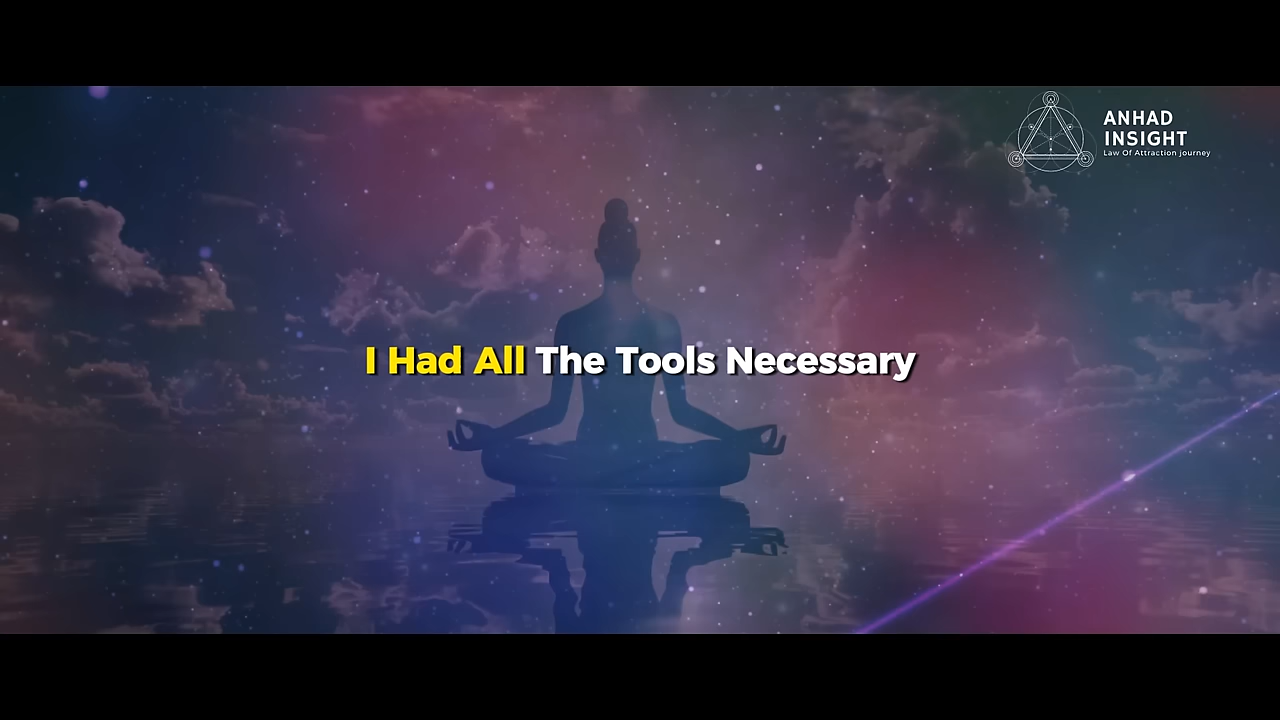 ANHAD
INSIGHT
Law Of Attraction journey
I Had All The Tools Necessary